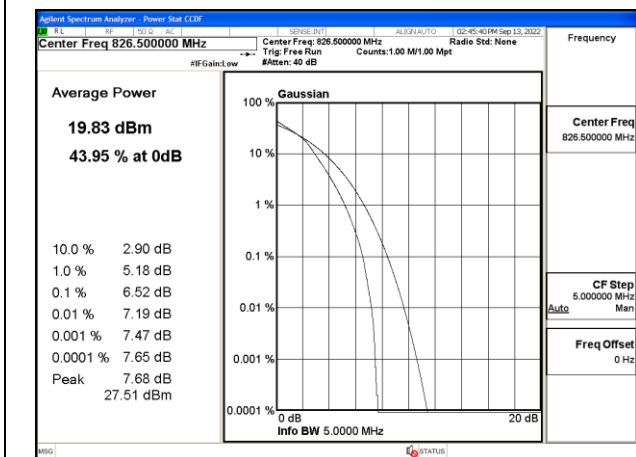 Agilent Spectrum Analyzer - Power Stat CCDF
RL RF 50 Ω AC SENSE:INT ALIGN AUTO 02:45:40 PM Sep 13, 2022
Center Freq 826.500000 MHz
Center Freq: 826.500000 MHz Radio Std: None
Trig: Free Run Counts:1.00 M/1.00 Mpt
#IFGain:Low #Atten: 40 dB
Frequency
Average Power
19.83 dBm
43.95 % at 0dB
10.0 % 2.90 dB
1.0 % 5.18 dB
0.1 % 6.52 dB
0.01 % 7.19 dB
0.001 % 7.47 dB
0.0001 % 7.65 dB
Peak 7.68 dB
27.51 dBm
Gaussian
100 %
10 %
1 %
0.1 %
0.01 %
0.001 %
0.0001 %
0 dB 20 dB
Info BW 5.0000 MHz
Center Freq
826.500000 MHz
CF Step
5.000000 MHz
Auto Man
Freq Offset
0 Hz
MSG STATUS